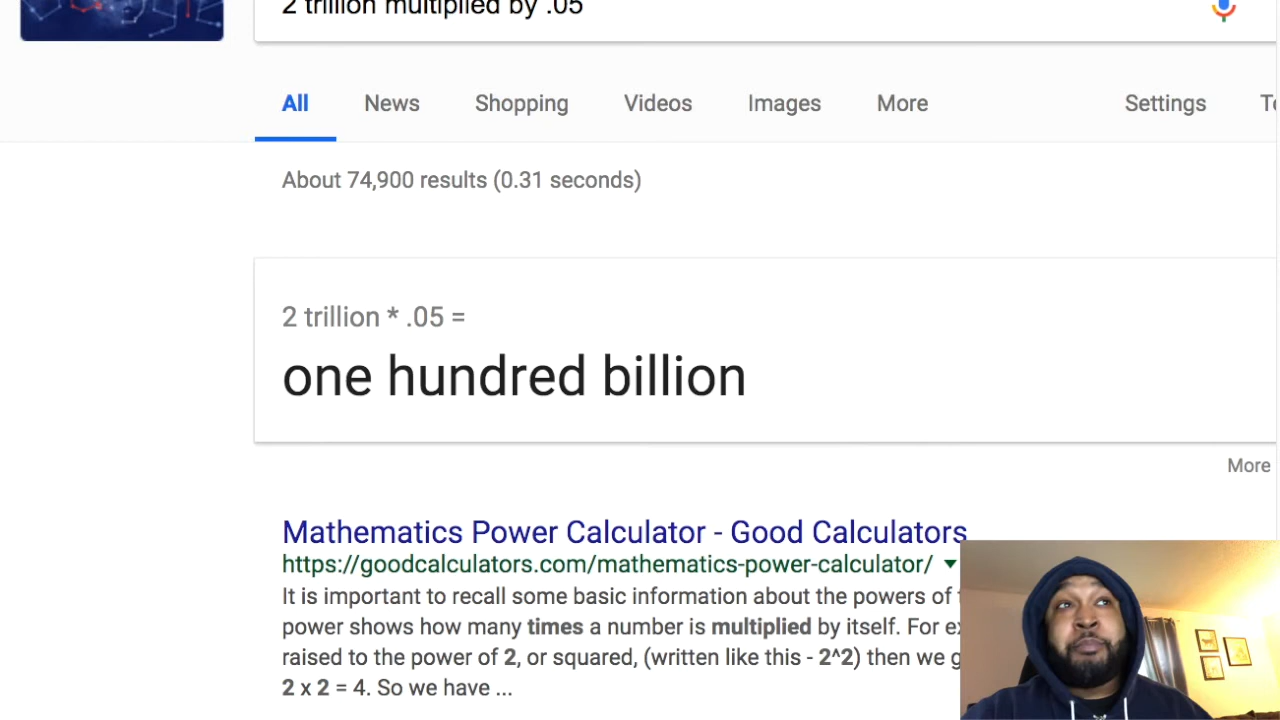 2 trillion multiplied by .05
All News Shopping Videos Images More Settings
About 74,900 results (0.31 seconds)
2 trillion * .05 =
one hundred billion
More
Mathematics Power Calculator - Good Calculators
https://goodcalculators.com/mathematics-power-calculator/
It is important to recall some basic information about the powers of
power shows how many times a number is multiplied by itself. For
raised to the power of 2, or squared, (written like this - 2^2) then we
2 x 2 = 4. So we have ...